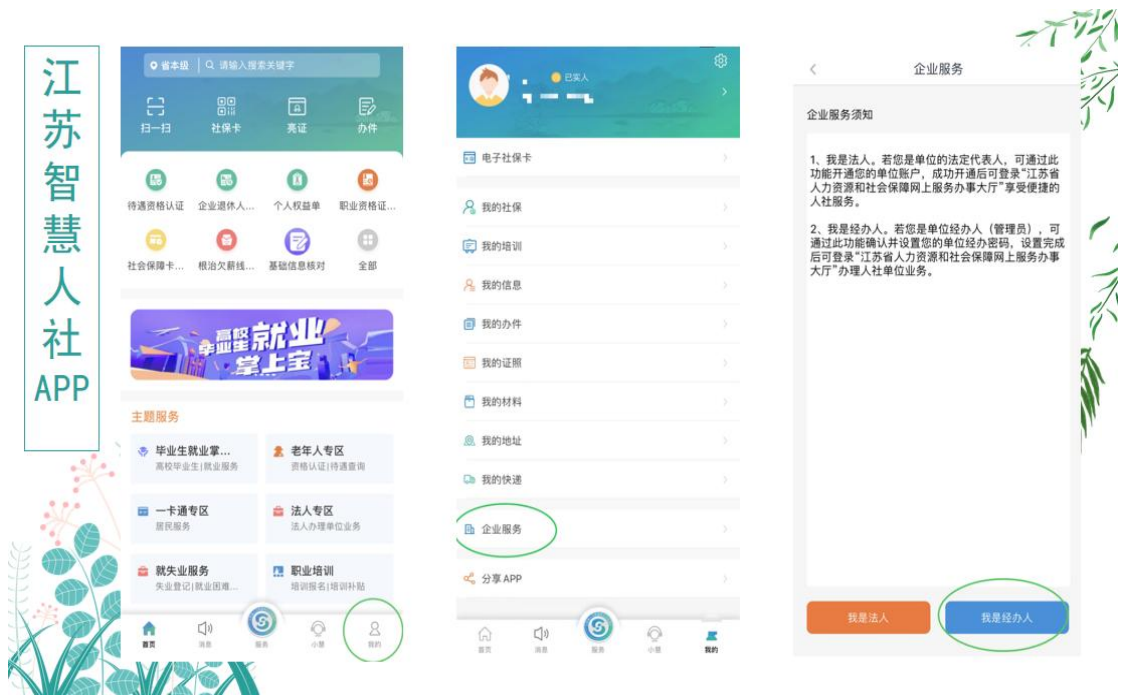 江苏智慧人社APP
省本级 请输入搜索关键字
扫一扫 社保卡 亮证 办件
待遇资格认证 企业退休人... 个人权益单 职业资格证...
社会保障卡... 根治欠薪线... 基础信息核对 全部
高校毕业生就业掌上宝
主题服务
毕业生就业掌... 老年人专区
高校毕业生|就业服务 资格认证|待遇查询
一卡通专区 法人专区
居民服务 法人办理单位业务
就失业服务 职业培训
失业登记|就业困难... 培训报名|培训补贴
首页 消息 服务 小慧 我的
已实人
电子社保卡
我的社保
我的培训
我的信息
我的办件
我的证照
我的材料
我的地址
我的快递
企业服务
分享 APP
首页 消息 服务 小慧 我的
企业服务
企业服务须知
1、我是法人。若您是单位的法定代表人，可通过此
功能开通您的单位账户，成功开通后可登录“江苏省
人力资源和社会保障网上服务办事大厅”享受便捷的
人社服务。
2、我是经办人。若您是单位经办人（管理员），可
通过此功能确认并设置您的单位经办密码，设置完成
后可登录“江苏省人力资源和社会保障网上服务办事
大厅”办理人社单位业务。
我是法人 我是经办人